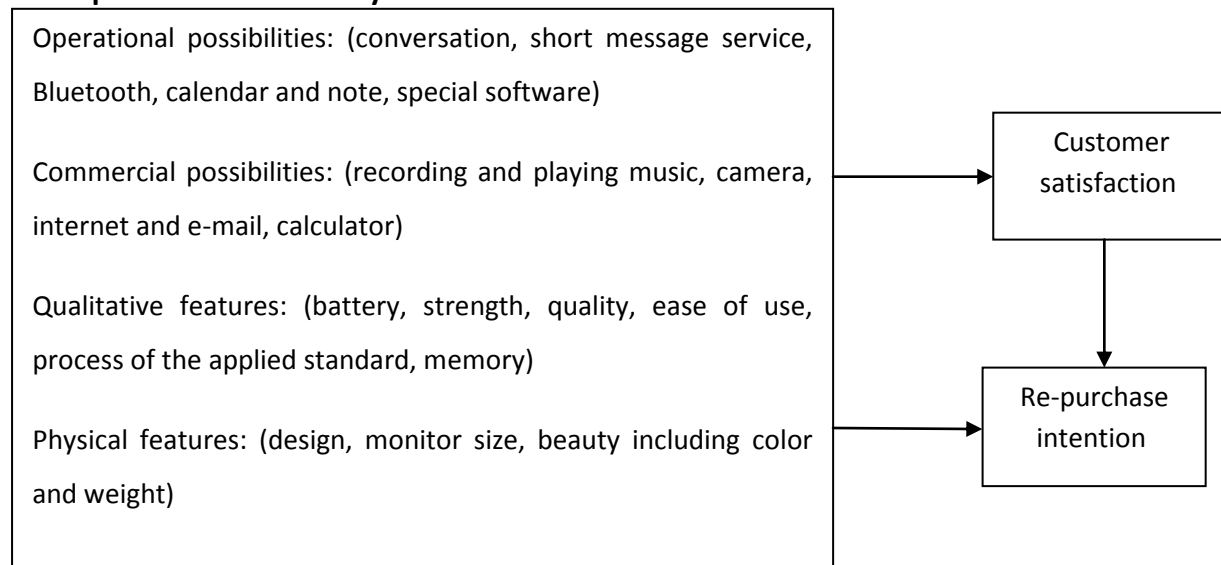 Operational possibilities: (conversation, short message service,
Bluetooth, calendar and note, special software)
Commercial possibilities: (recording and playing music, camera,
internet and e-mail, calculator)
Qualitative features: (battery, strength, quality, ease of use,
process of the applied standard, memory)
Physical features: (design, monitor size, beauty including color
and weight)
Customer
satisfaction
Re-purchase
intention